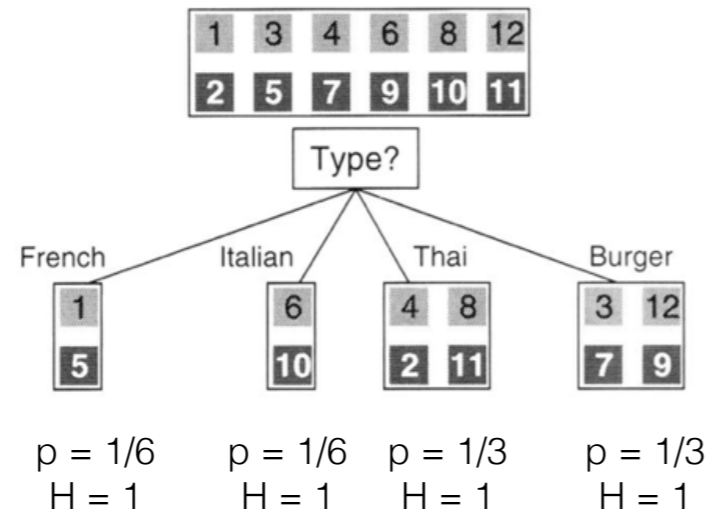 1 3 4 6 8 12
2 5 7 9 10 11
Type?
French Italian Thai Burger
1 6 4 8 3 12
5 10 2 11 7 9
p = 1/6 p = 1/6 p = 1/3 p = 1/3
H = 1 H = 1 H = 1 H = 1